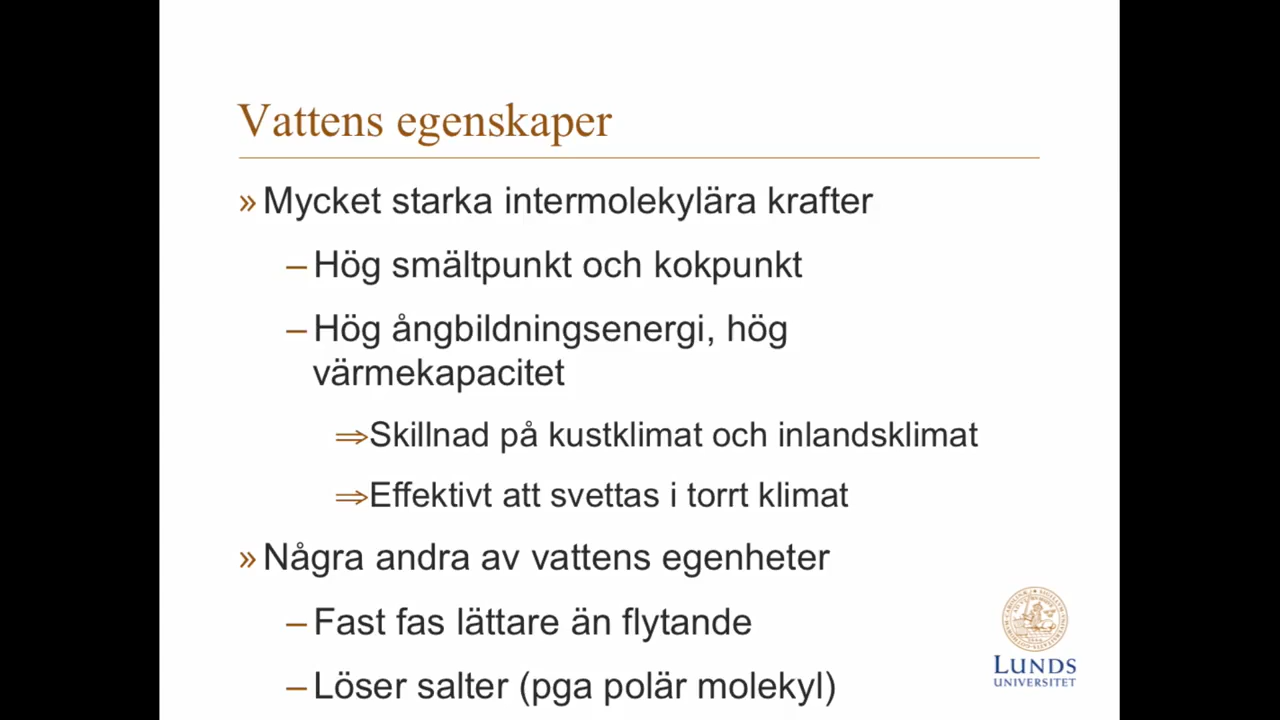 Vattens egenskaper
» Mycket starka intermolekylära krafter
– Hög smältpunkt och kokpunkt
– Hög ångbildningsenergi, hög
värmekapacitet
⇒Skillnad på kustklimat och inlandsklimat
⇒Effektivt att svettas i torrt klimat
» Några andra av vattens egenheter
– Fast fas lättare än flytande
– Löser salter (pga polär molekyl)
LUNDS
UNIVERSITET